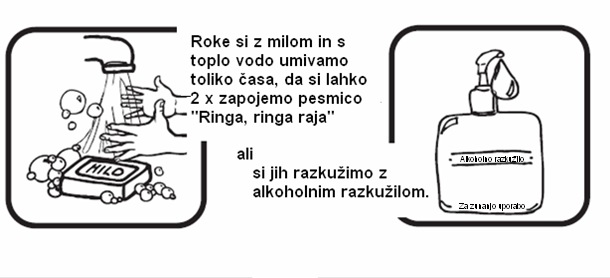 Roke si z milom in s
toplo vodo umivamo
toliko časa, da si lahko
2 x zapojemo pesmico
"Ringa, ringa raja"
ali
si jih razkužimo z
alkoholnim razkužilom.
MILO
Alkoholno razkužilo
Za zunanjo uporabo